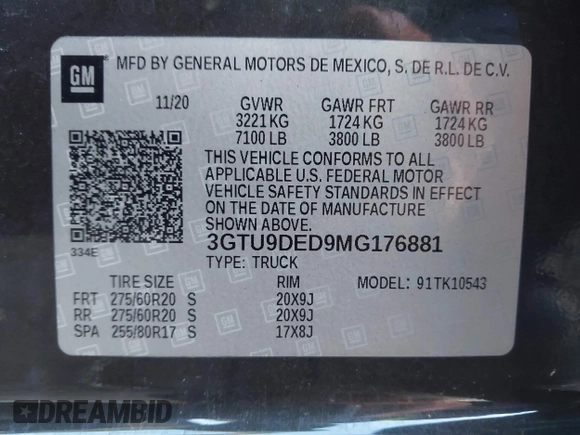 GM MFD BY GENERAL MOTORS DE MEXICO, S. DE R.L. DE C.V.
11/20 GVWR GAWR FRT GAWR RR
3221 KG 1724 KG 1724 KG
7100 LB 3800 LB 3800 LB
THIS VEHICLE CONFORMS TO ALL
APPLICABLE U.S. FEDERAL MOTOR
VEHICLE SAFETY STANDARDS IN EFFECT
ON THE DATE OF MANUFACTURE
SHOWN ABOVE.
3GTU9DED9MG176881
334E
TYPE: TRUCK
TIRE SIZE RIM MODEL: 91TK10543
FRT 275/60R20 S 20X9J
RR 275/60R20 S 20X9J
SPA 255/80R17 S 17X8J
DREAMBID